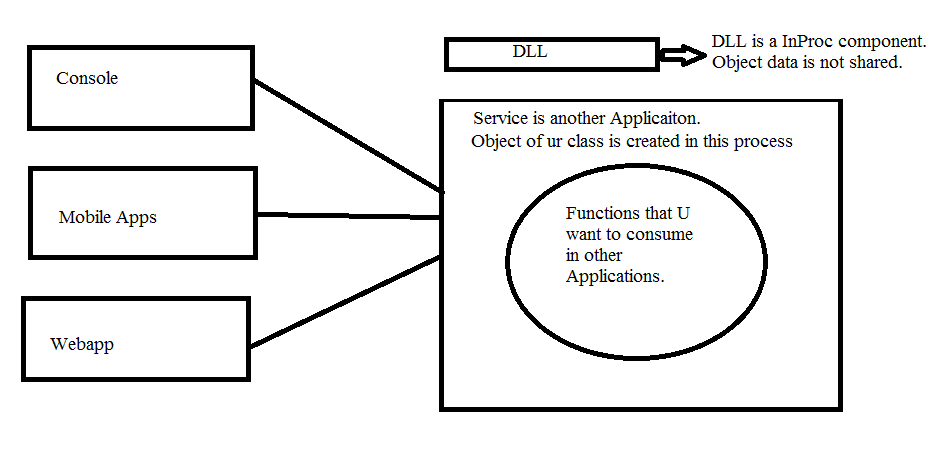 Console
Mobile Apps
Webapp
DLL
DLL is a InProc component.
Object data is not shared.
Service is another Applicaiton.
Object of ur class is created in this process
Functions that U
want to consume
in other
Applications.